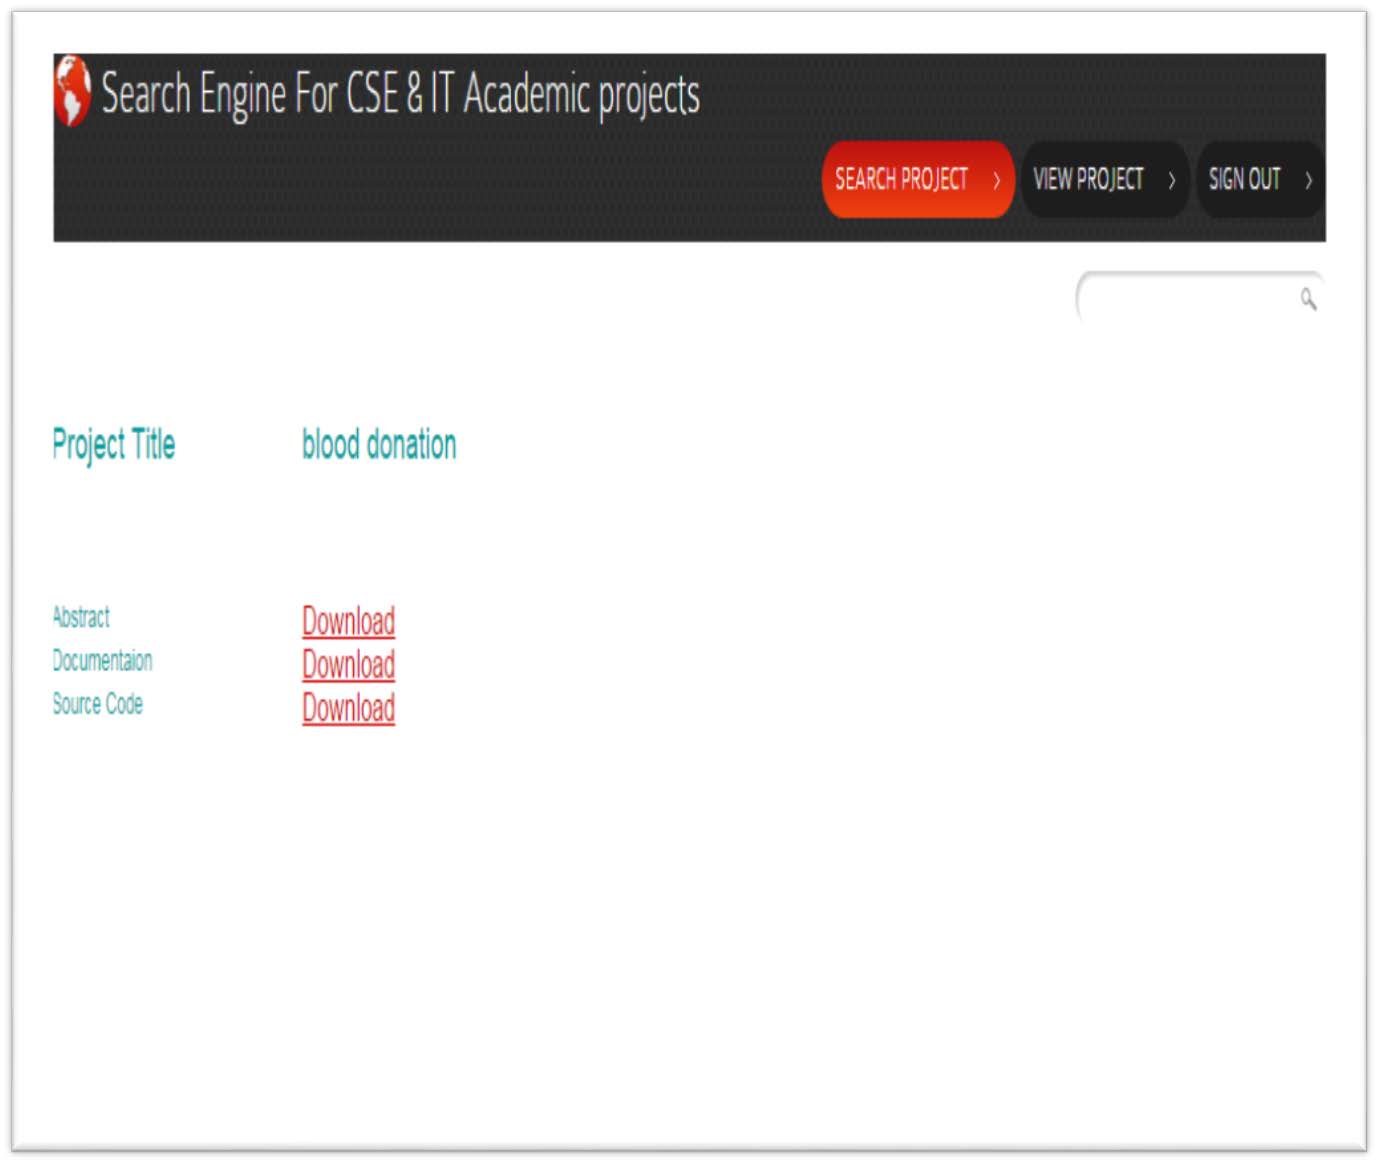 Search Engine For CSE & IT Academic projects
SEARCH PROJECT > VIEW PROJECT > SIGN OUT >
Project Title blood donation
Abstract Download
Documentaion Download
Source Code Download